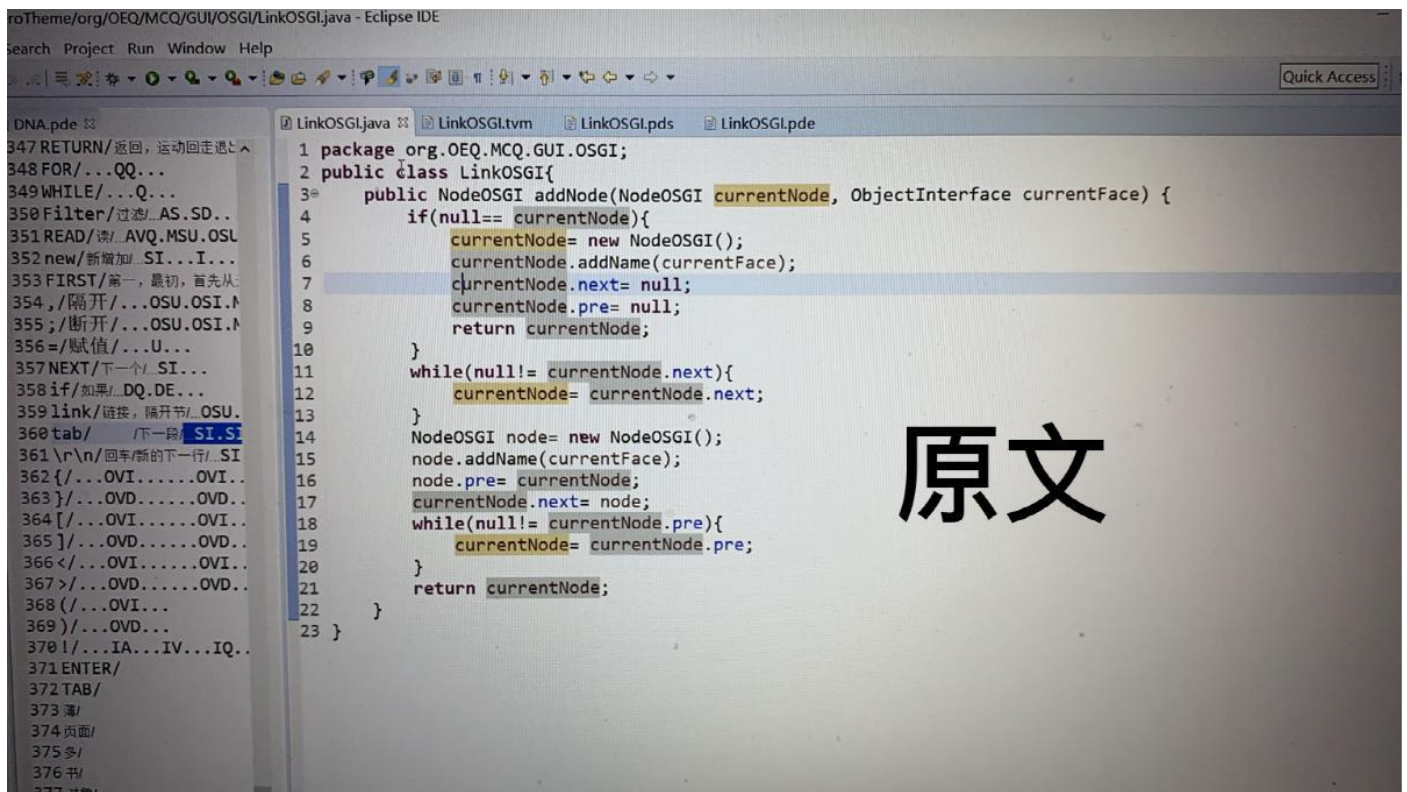 roTheme/org/OEQ/MCQ/GUI/OSGI/LinkOSGI.java - Eclipse IDE
Search Project Run Window Help
Quick Access
DNA.pde
LinkOSGI.java LinkOSGI.tvm LinkOSGI.pds LinkOSGI.pde
347 RETURN/返回，运动回走退
348 FOR/...QQ...
349 WHILE/...Q...
350 Filter/过滤/...AS.SD..
351 READ/读/...AVQ.MSU.OSU
352 new/新增加/...SI...I...
353 FIRST/第一，最初，首先从
354 ,/隔开/...OSU.OSI.
355 ;/断开/...OSU.OSI.
356 =/赋值/...U...
357 NEXT/下一个/...SI...
358 if/如果/...DQ.DE...
359 link/链接，隔开节/...OSU.
360 tab/ /下一段/ SI.SI
361 \r\n/回车/新的下一行/...SI
362 {/...OVI......OVI..
363 }/...OVD......OVD..
364 [/...OVI......OVI..
365 ]/...OVD......OVD..
366 </...OVI......OVI..
367 >/...OVD......OVD..
368 (/...OVI...
369 )/...OVD...
370 !/...IA...IV...IQ..
371 ENTER/
372 TAB/
373 薄/
374 页面/
375 多/
376 书/
1 package org.OEQ.MCQ.GUI.OSGI;
2 public class LinkOSGI{
3 public NodeOSGI addNode(NodeOSGI currentNode, ObjectInterface currentFace) {
4 if(null== currentNode){
5 currentNode= new NodeOSGI();
6 currentNode.addName(currentFace);
7 currentNode.next= null;
8 currentNode.pre= null;
9 return currentNode;
10 }
11 while(null!= currentNode.next){
12 currentNode= currentNode.next;
13 }
14 NodeOSGI node= new NodeOSGI();
15 node.addName(currentFace);
16 node.pre= currentNode;
17 currentNode.next= node;
18 while(null!= currentNode.pre){
19 currentNode= currentNode.pre;
20 }
21 return currentNode;
22 }
23 }
原文